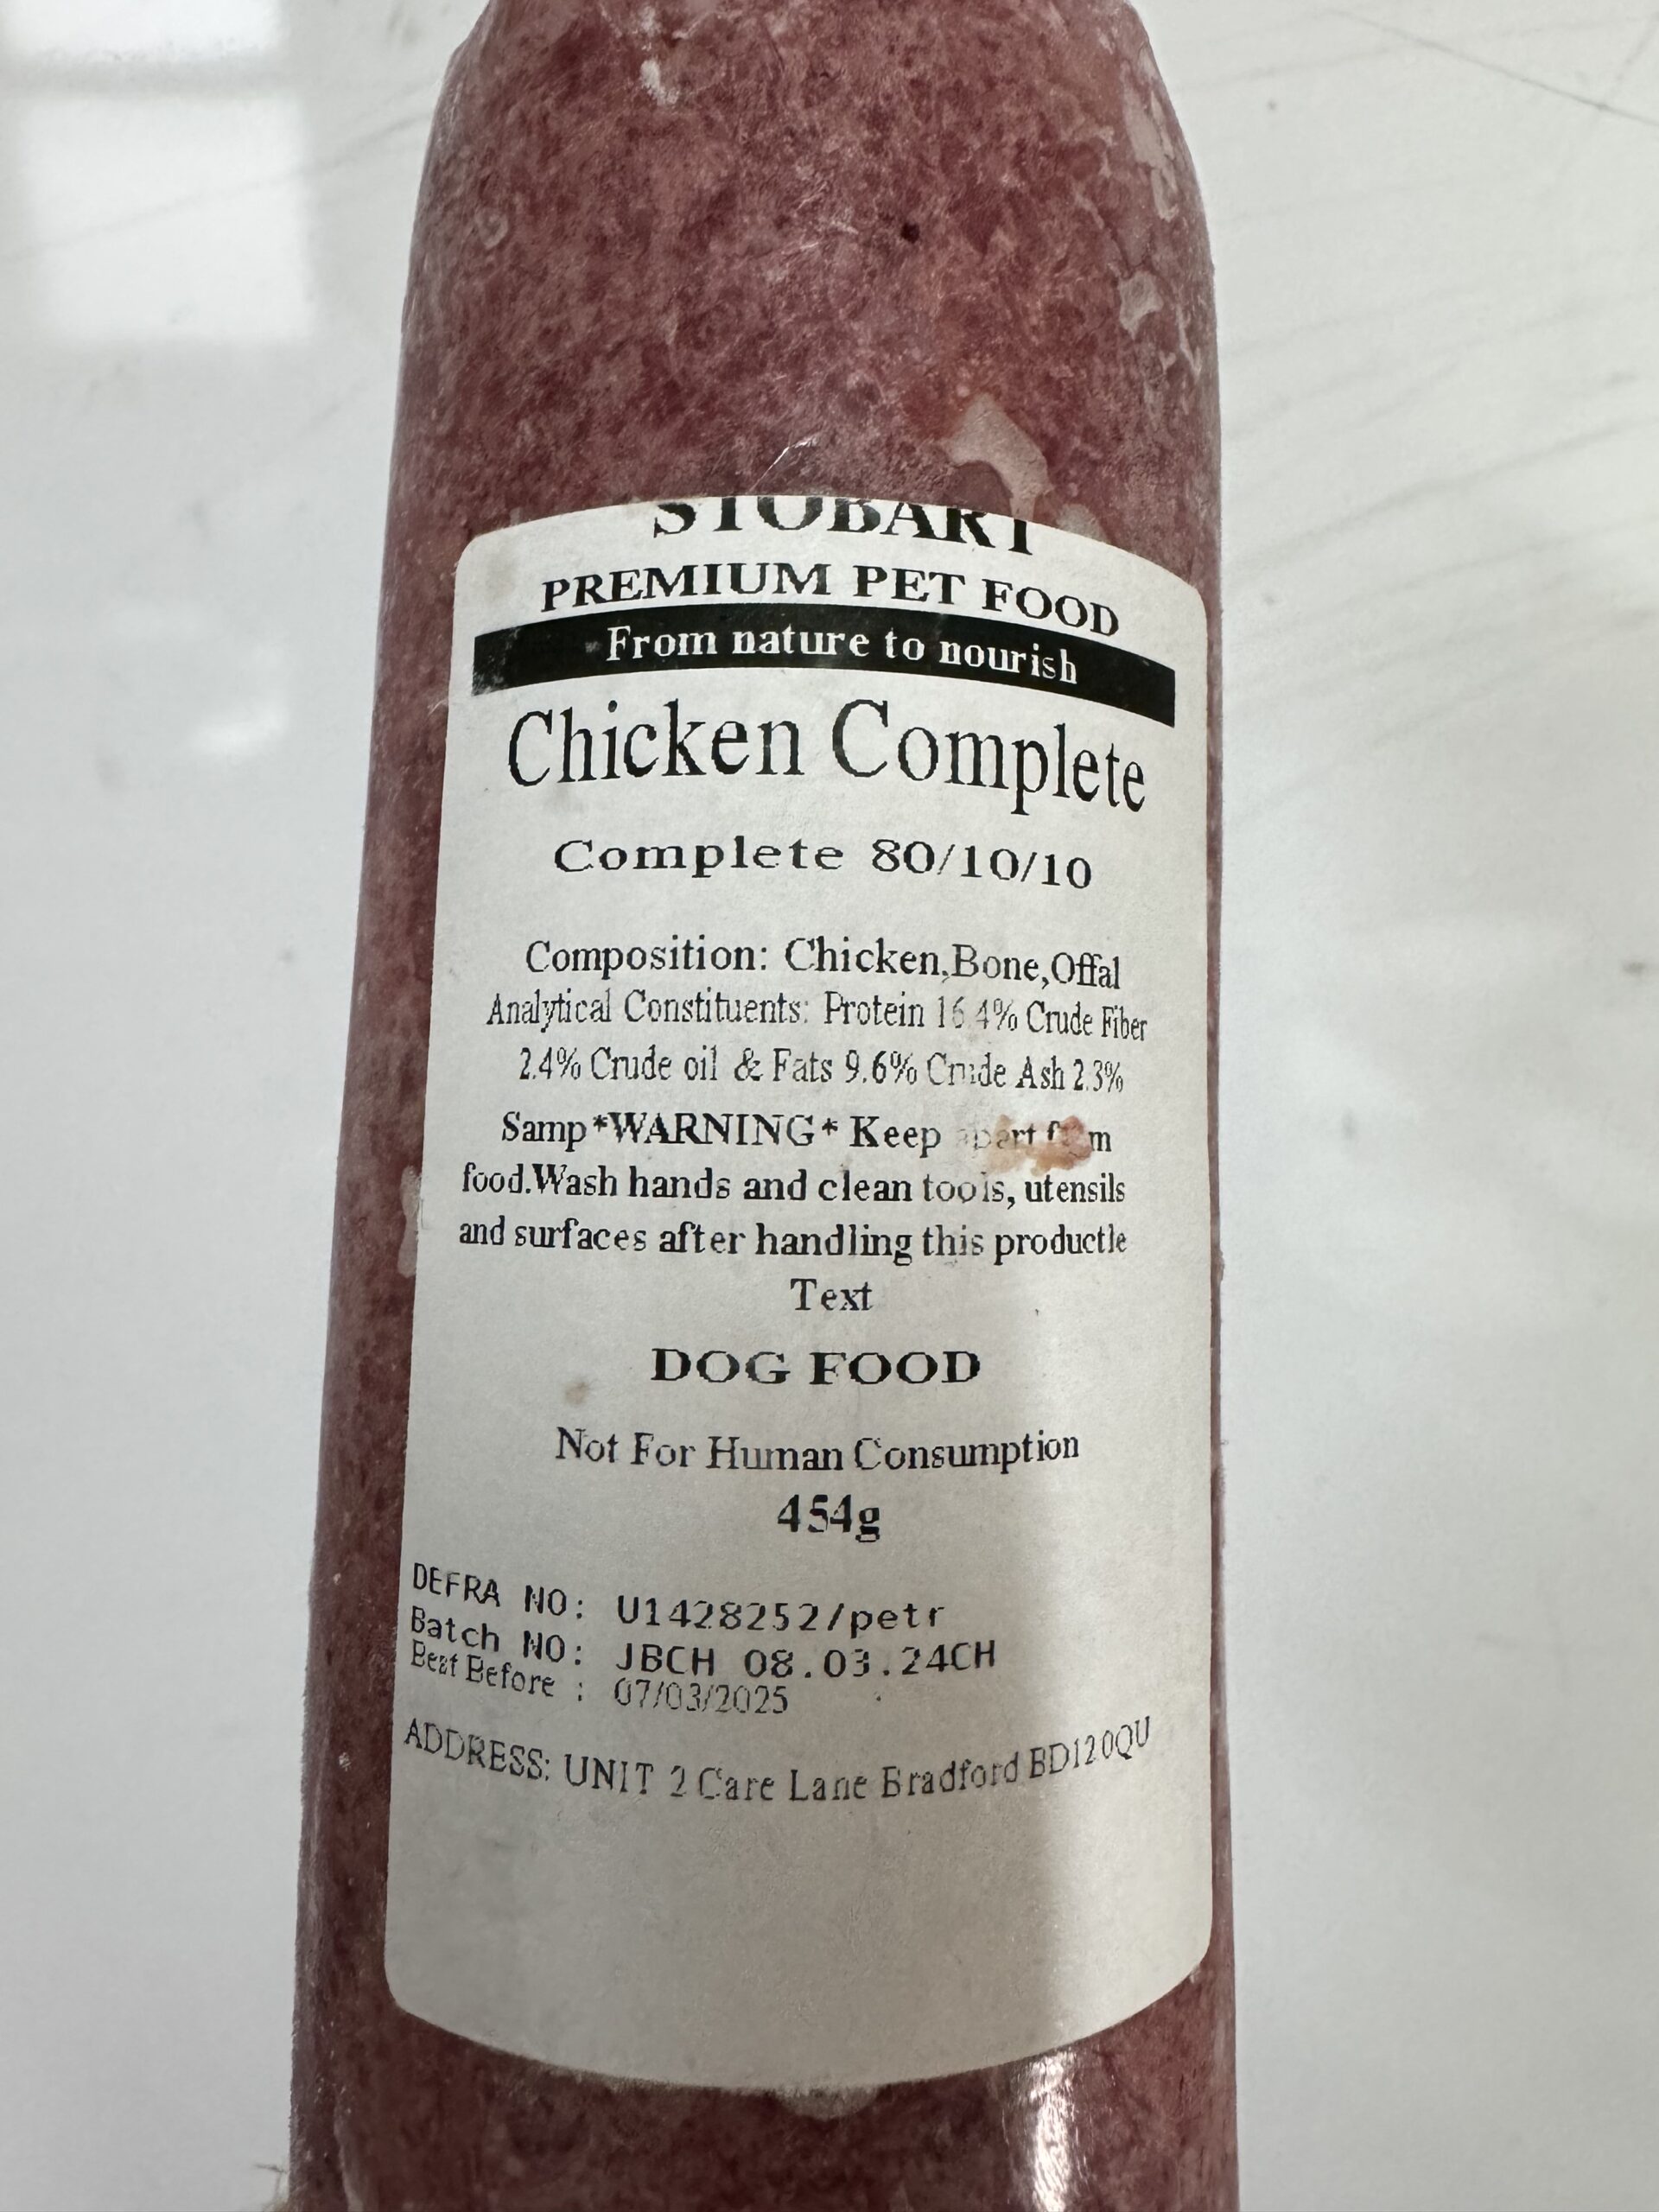 STOBART
PREMIUM PET FOOD
From nature to nourish
Chicken Complete
Complete 80/10/10
Composition: Chicken,Bone,Offal
Analytical Constituents: Protein 16.4% Crude Fiber
2.4% Crude oil & Fats 9.6% Crude Ash 2.3%
Samp*WARNING* Keep apart from
food.Wash hands and clean tools, utensils
and surfaces after handling this productle
Text
DOG FOOD
Not For Human Consumption
454g
DEFRA NO: U1428252/petr
Batch NO: JBCH 08.03.24CH
Best Before : 07/03/2025
ADDRESS: UNIT 2 Care Lane Bradford BD120QU